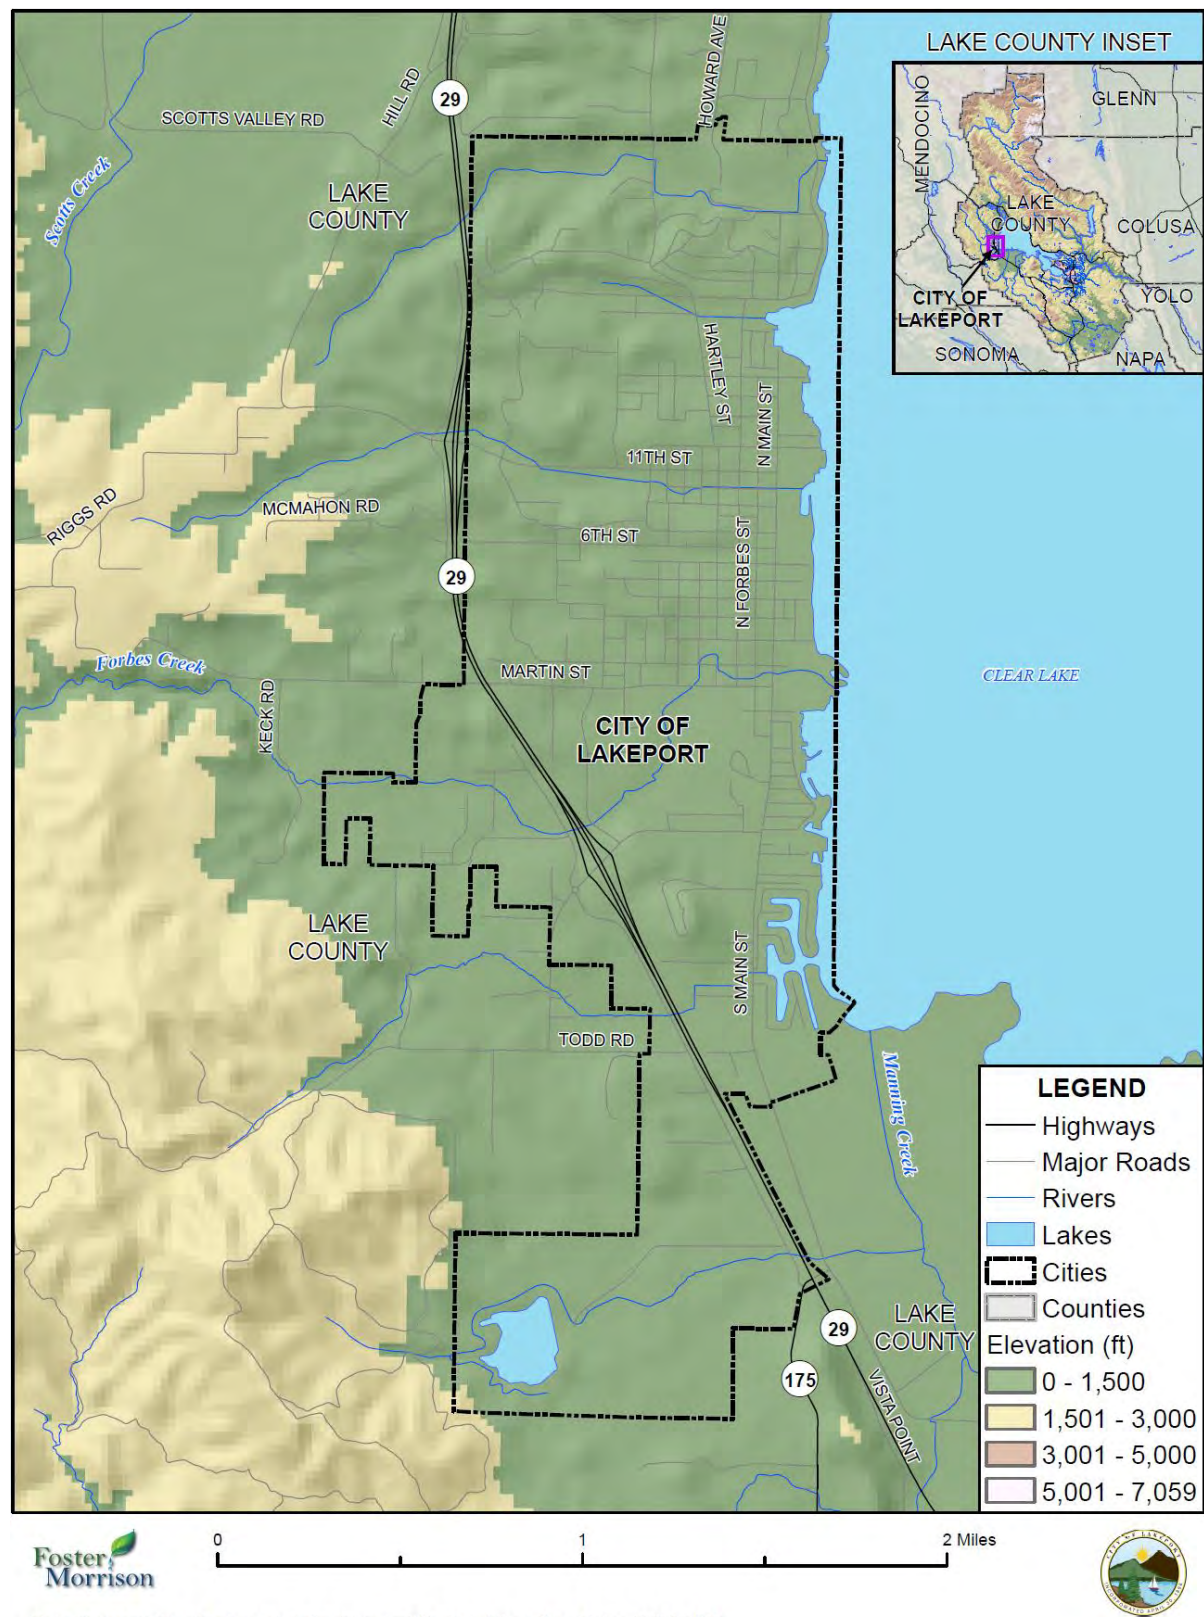 LAKE COUNTY INSET
MENDOCINO
GLENN
LAKE
COUNTY
COLUSA
CITY OF
LAKEPORT
YOLO
SONOMA
NAPA
HOWARD AVE
HILL RD
29
SCOTTS VALLEY RD
Scotts Creek
LAKE
COUNTY
HARTLEY ST
N MAIN ST
11TH ST
RIGGS RD
MCMAHON RD
6TH ST
N FORBES ST
29
Forbes Creek
MARTIN ST
CLEAR LAKE
KECK RD
CITY OF
LAKEPORT
LAKE
COUNTY
S MAIN ST
TODD RD
Manning Creek
LAKE
COUNTY
29
175
VISTA POINT
LEGEND
Highways
Major Roads
Rivers
Lakes
Cities
Counties
Elevation (ft)
0 - 1,500
1,501 - 3,000
3,001 - 5,000
5,001 - 7,059
Foster
Morrison
0 1 2 Miles
CITY OF LAKEPORT